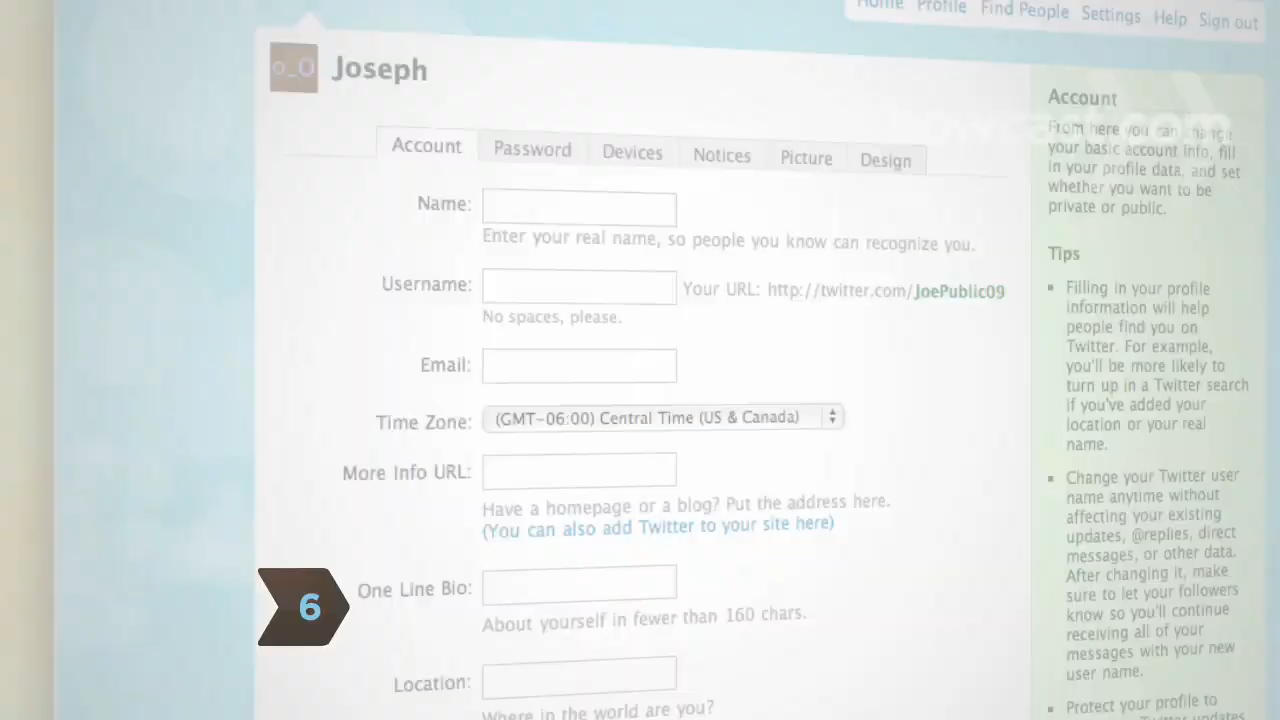 Home Profile Find People Settings Help Sign out
o_O Joseph
Account Password Devices Notices Picture Design
Name:
Enter your real name, so people you know can recognize you.
Username: Your URL: http://twitter.com/JoePublic09
No spaces, please.
Email:
Time Zone: (GMT-06:00) Central Time (US & Canada)
More Info URL:
Have a homepage or a blog? Put the address here.
(You can also add Twitter to your site here)
6
One Line Bio:
About yourself in fewer than 160 chars.
Location:
Where in the world are you?
Account
From here you can change
your basic account info, fill
in your profile data, and set
whether you want to be
private or public.
Tips
Filling in your profile
information will help
people find you on
Twitter. For example,
you'll be more likely to
turn up in a Twitter search
if you've added your
location or your real
name.
Change your Twitter user
name anytime without
affecting your existing
updates, @replies, direct
messages, or other data.
After changing it, make
sure to let your followers
know so you'll continue
receiving all of your
messages with your new
user name.
Protect your profile to
Twitter updates